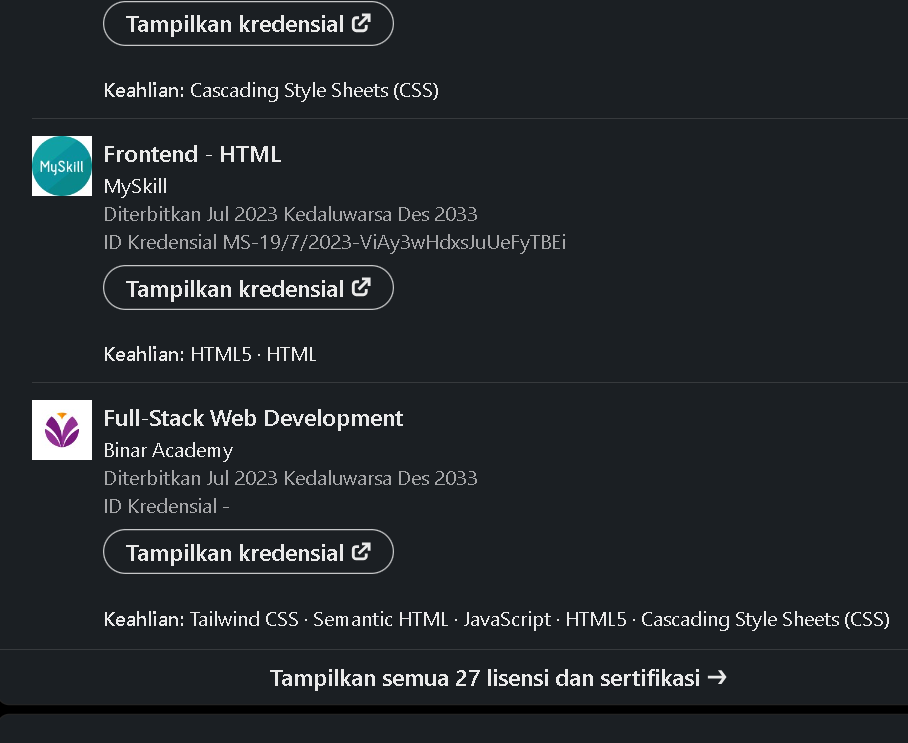 Tampilkan kredensial
Keahlian: Cascading Style Sheets (CSS)
MySkill
Frontend - HTML
MySkill
Diterbitkan Jul 2023 Kedaluwarsa Des 2033
ID Kredensial MS-19/7/2023-ViAy3wHdxsJuUeFyTBEi
Tampilkan kredensial
Keahlian: HTML5 · HTML
Full-Stack Web Development
Binar Academy
Diterbitkan Jul 2023 Kedaluwarsa Des 2033
ID Kredensial -
Tampilkan kredensial
Keahlian: Tailwind CSS · Semantic HTML · JavaScript · HTML5 · Cascading Style Sheets (CSS)
Tampilkan semua 27 lisensi dan sertifikasi →